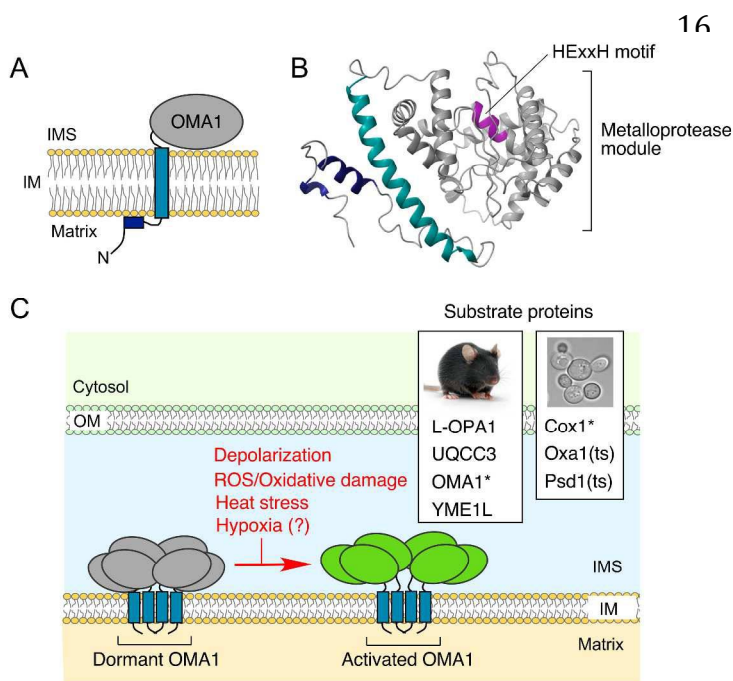 16
A
B
HExxH motif
OMA1
IMS
IM
Matrix
N
Metalloprotease
module
C
Substrate proteins
Cytosol
OM
L-OPA1
UQCC3
OMA1*
YME1L
Cox1*
Oxa1(ts)
Psd1(ts)
Depolarization
ROS/Oxidative damage
Heat stress
Hypoxia (?)
IMS
IM
Matrix
Dormant OMA1
Activated OMA1